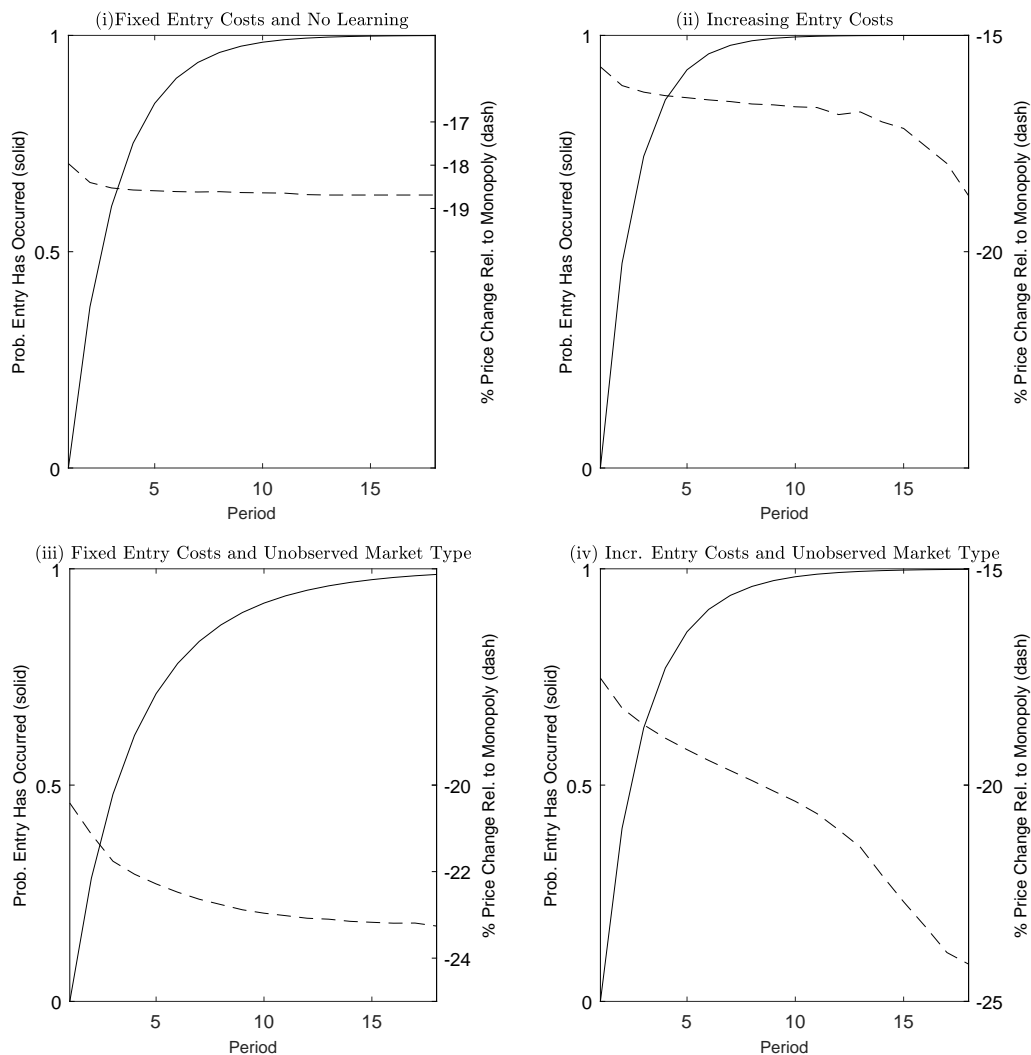 (i)Fixed Entry Costs and No Learning
1
0.5
0
Prob. Entry Has Occurred (solid)
-17
-18
-19
% Price Change Rel. to Monopoly (dash)
5 10 15
Period
(ii) Increasing Entry Costs
1
0.5
0
Prob. Entry Has Occurred (solid)
-15
-20
% Price Change Rel. to Monopoly (dash)
5 10 15
Period
(iii) Fixed Entry Costs and Unobserved Market Type
1
0.5
0
Prob. Entry Has Occurred (solid)
-20
-22
-24
% Price Change Rel. to Monopoly (dash)
5 10 15
Period
(iv) Incr. Entry Costs and Unobserved Market Type
1
0.5
0
Prob. Entry Has Occurred (solid)
-15
-20
-25
% Price Change Rel. to Monopoly (dash)
5 10 15
Period